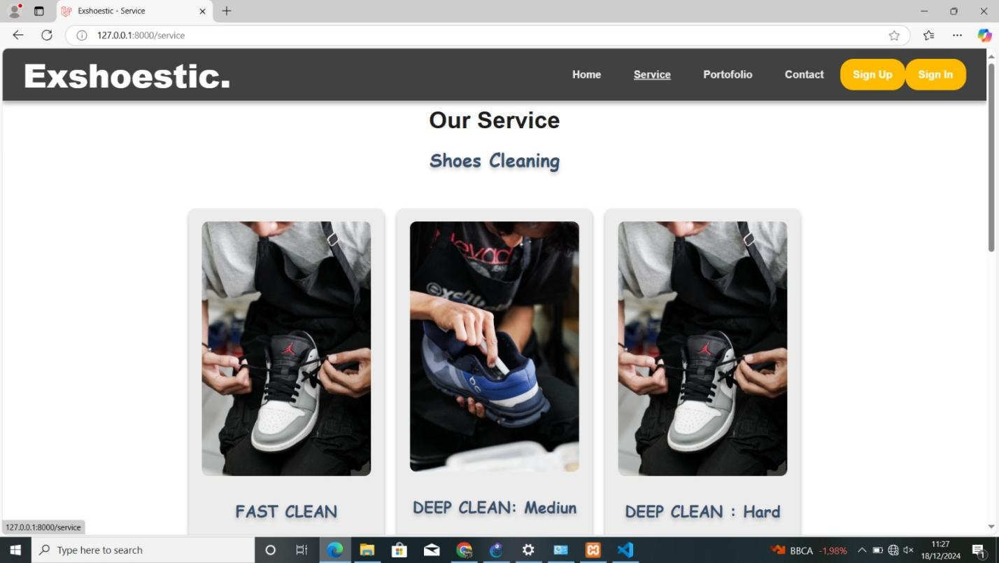 Exshoestic - Service
127.0.0.1:8000/service
Exshoestic.
Home
Service
Portofolio
Contact
Sign Up
Sign In
Our Service
Shoes Cleaning
FAST CLEAN
DEEP CLEAN: Mediun
DEEP CLEAN : Hard
127.0.0.1:8000/service
Type here to search
BBCA -1,98%
11:27
18/12/2024
1